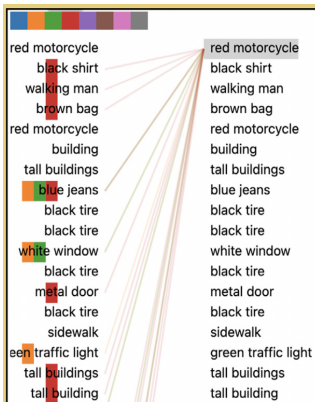 red motorcycle
black shirt
walking man
brown bag
red motorcycle
building
tall buildings
blue jeans
black tire
black tire
white window
black tire
metal door
black tire
sidewalk
een traffic light
tall buildings
tall building
red motorcycle
black shirt
walking man
brown bag
red motorcycle
building
tall buildings
blue jeans
black tire
black tire
white window
black tire
metal door
black tire
sidewalk
green traffic light
tall buildings
tall building